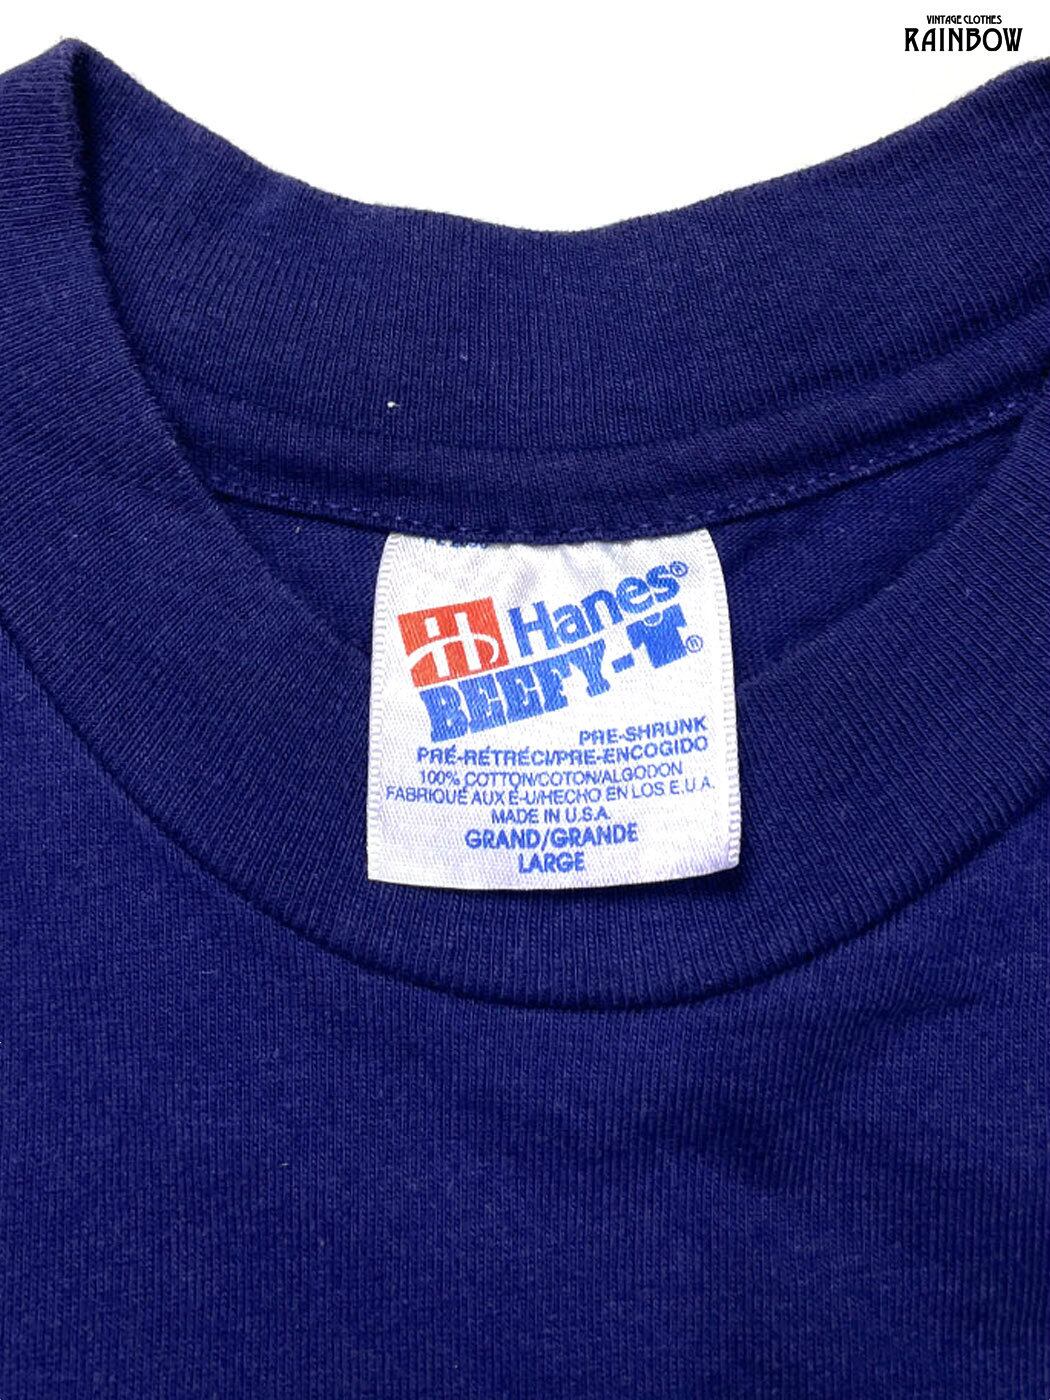 VINTAGE CLOTHES
RAINBOW
H Hanes®
BEEFY-T®
PRE-SHRUNK
PRÉ-RÉTRÉCI/PRE-ENCOGIDO
100% COTTON/COTON/ALGODON
FABRIQUÉ AUX É-U/HECHO EN LOS E.U.A.
MADE IN U.S.A.
GRAND/GRANDE
LARGE